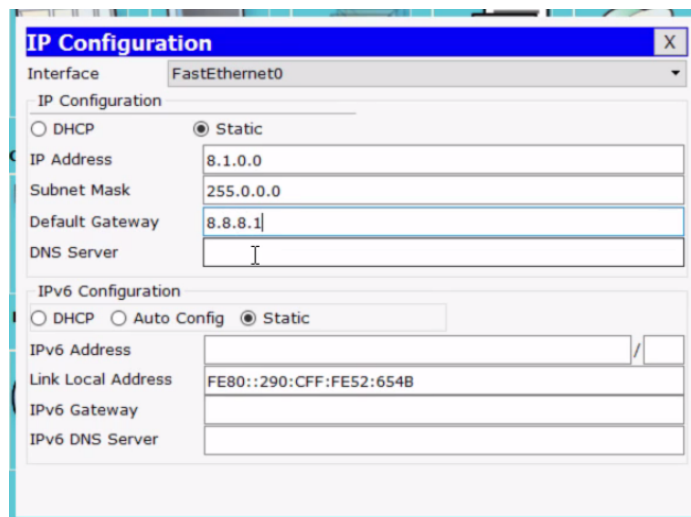 IP Configuration X
Interface FastEthernet0
IP Configuration
DHCP Static
IP Address 8.1.0.0
Subnet Mask 255.0.0.0
Default Gateway 8.8.8.1
DNS Server
IPv6 Configuration
DHCP Auto Config Static
IPv6 Address /
Link Local Address FE80::290:CFF:FE52:654B
IPv6 Gateway
IPv6 DNS Server